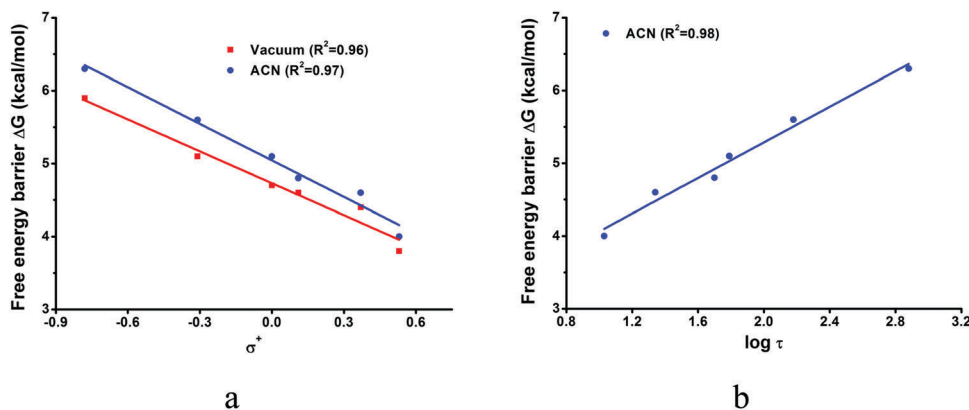 Free energy barrier ΔG (kcal/mol)
7
6
5
4
3
-0.9
-0.6
-0.3
0.0
0.3
0.6
σ⁺
Vacuum (R²=0.96)
ACN (R²=0.97)
a
Free energy barrier ΔG (kcal/mol)
7
6
5
4
3
0.8
1.2
1.6
2.0
2.4
2.8
3.2
log τ
ACN (R²=0.98)
b